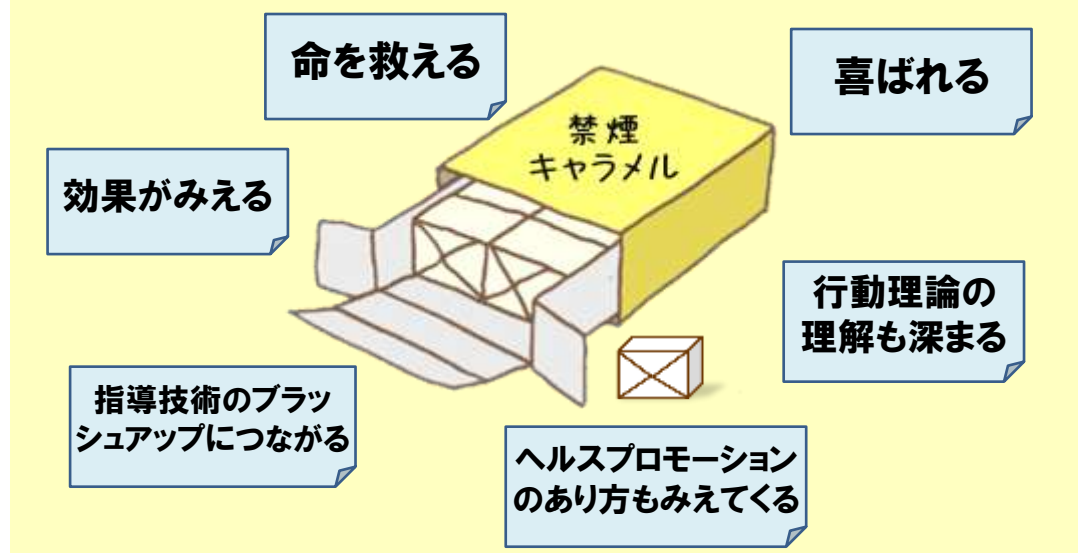 命を救える
喜ばれる
禁煙
キャラメル
効果がみえる
行動理論の
理解も深まる
指導技術のブラッ
シュアップにつながる
ヘルスプロモーション
のあり方もみえてくる